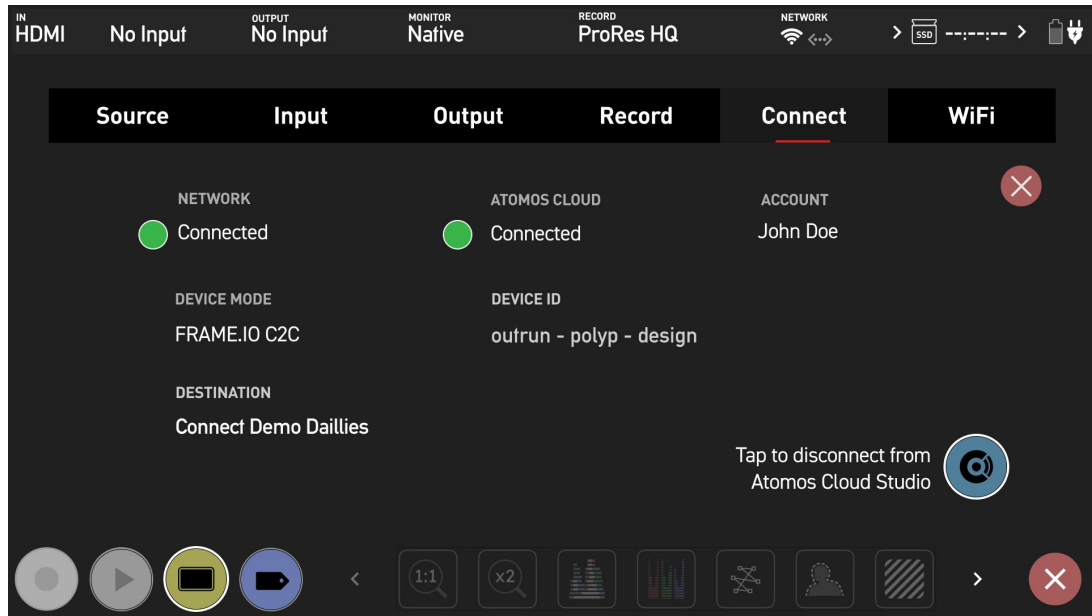 IN
HDMI
No Input
OUTPUT
No Input
MONITOR
Native
RECORD
ProRes HQ
NETWORK
SSD
--:--:--
Source
Input
Output
Record
Connect
WiFi
NETWORK
Connected
ATOMOS CLOUD
Connected
ACCOUNT
John Doe
DEVICE MODE
FRAME.IO C2C
DEVICE ID
outrun - polyp - design
DESTINATION
Connect Demo Daillies
Tap to disconnect from
Atomos Cloud Studio
1:1
x2